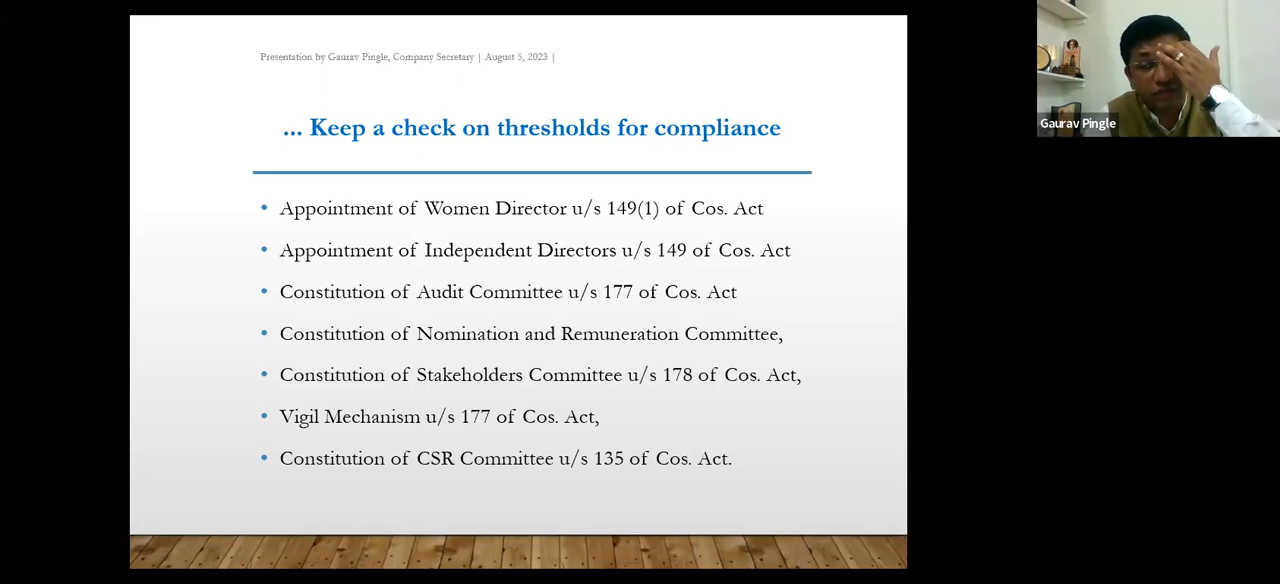 Presentation by Gaurav Pingle, Company Secretary | August 5, 2023 |
... Keep a check on thresholds for compliance
• Appointment of Women Director u/s 149(1) of Cos. Act
• Appointment of Independent Directors u/s 149 of Cos. Act
• Constitution of Audit Committee u/s 177 of Cos. Act
• Constitution of Nomination and Remuneration Committee,
• Constitution of Stakeholders Committee u/s 178 of Cos. Act,
• Vigil Mechanism u/s 177 of Cos. Act,
• Constitution of CSR Committee u/s 135 of Cos. Act.
Gaurav Pingle